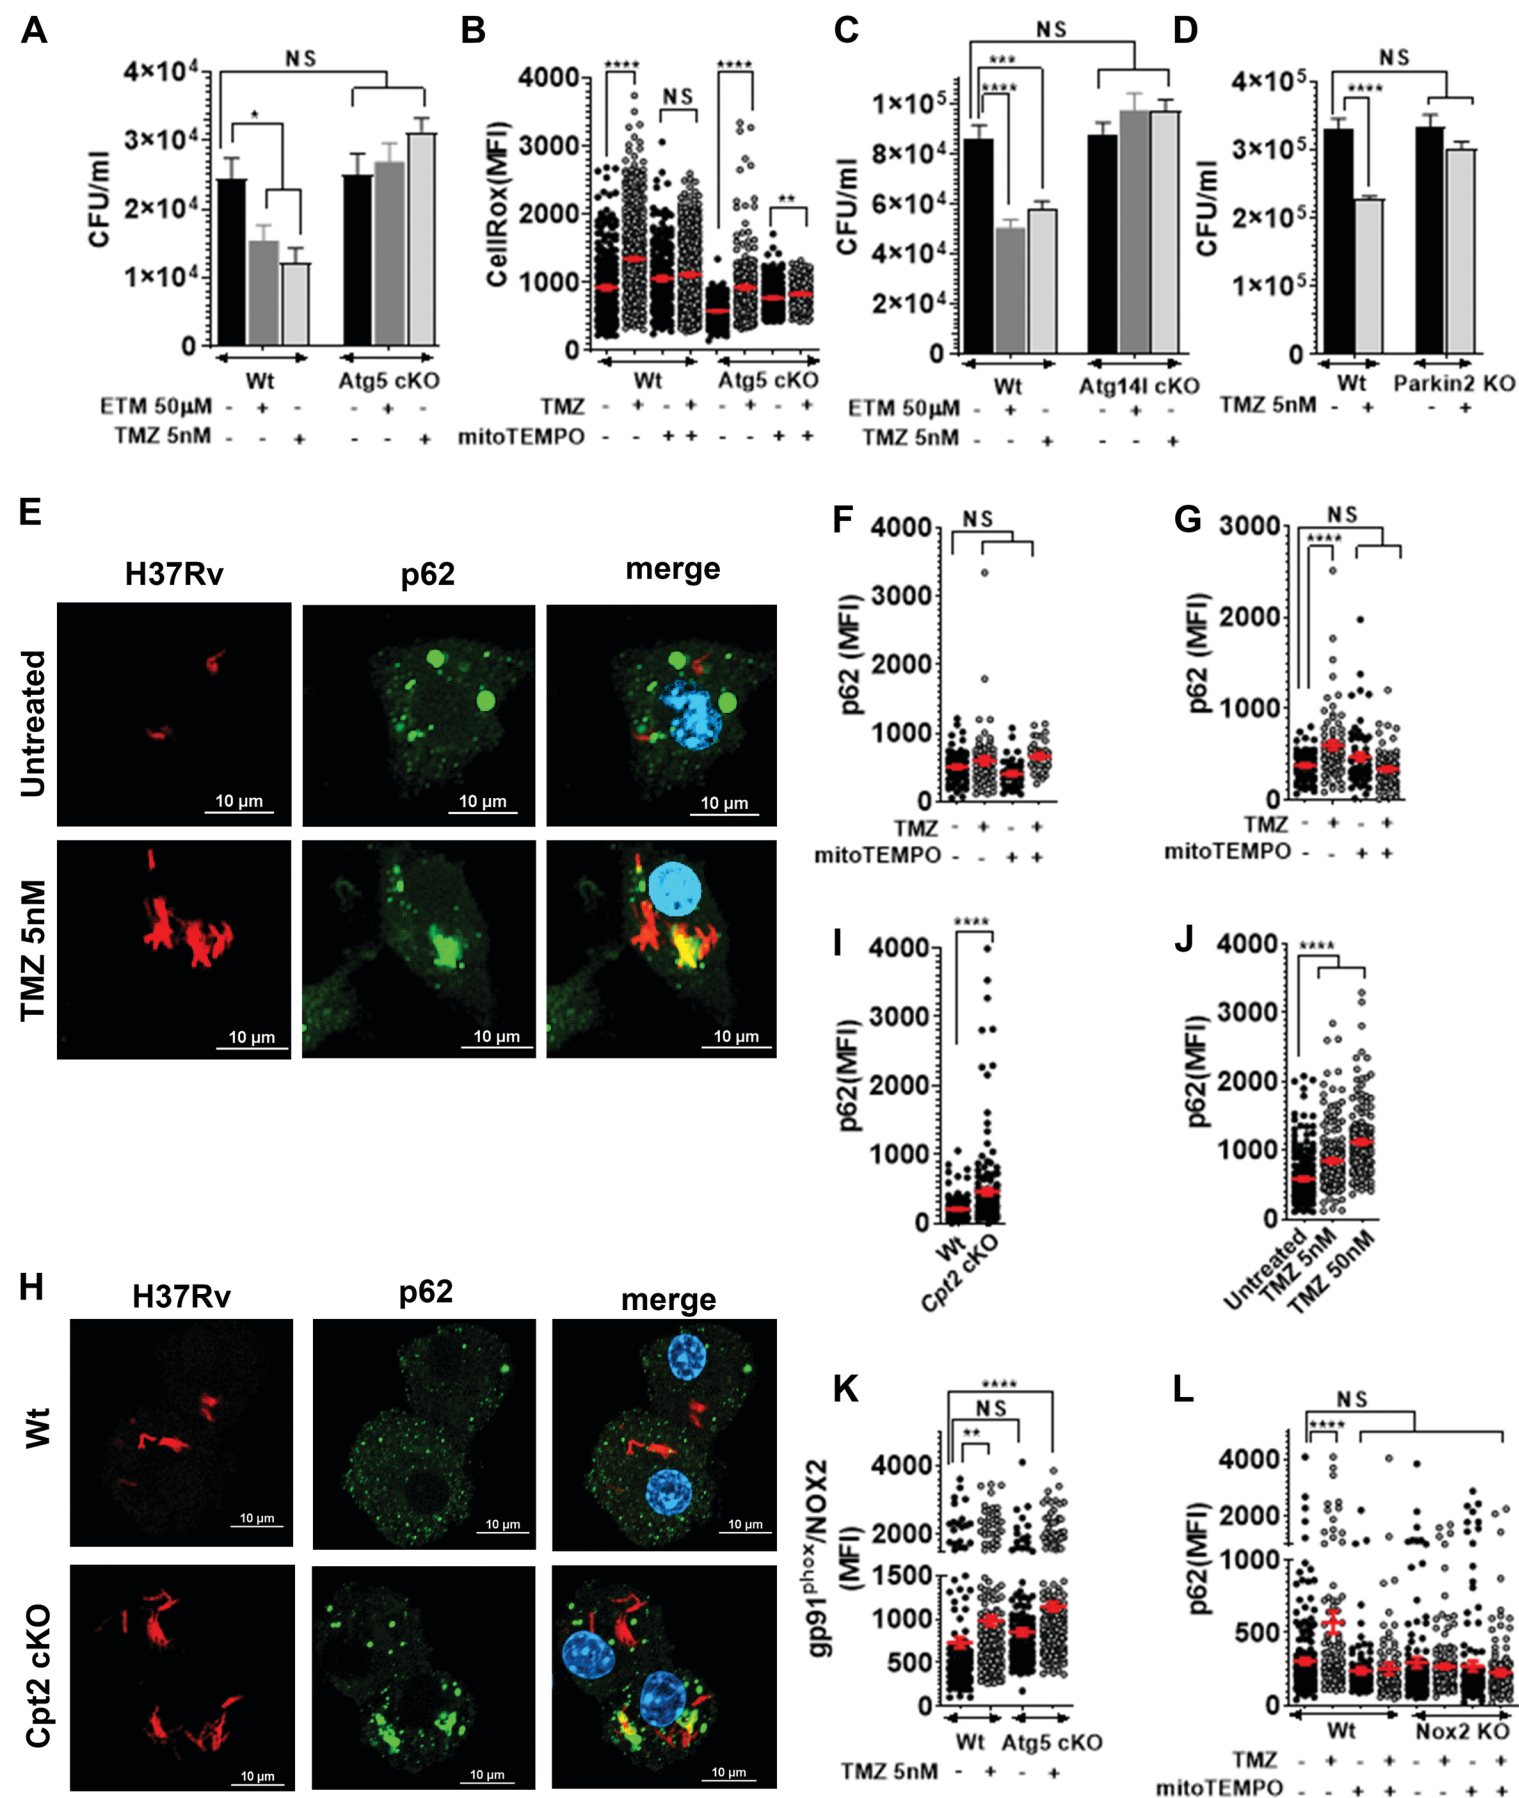 A
NS
*
4×10⁴
3×10⁴
2×10⁴
1×10⁴
0
CFU/ml
Wt Atg5 cKO
ETM 50μM - + - - + -
TMZ 5nM - - + - - +
B
**** NS **** **
4000
3000
2000
1000
0
CellRox(MFI)
Wt Atg5 cKO
TMZ - + - + - + - +
mitoTEMPO - - + + - - + +
C
NS
***
****
1×10⁵
8×10⁴
6×10⁴
4×10⁴
2×10⁴
0
CFU/ml
Wt Atg14l cKO
ETM 50μM - + - - + -
TMZ 5nM - - + - - +
D
NS
****
4×10⁵
3×10⁵
2×10⁵
1×10⁵
0
CFU/ml
Wt Parkin2 KO
TMZ 5nM - + - +
E
H37Rv p62 merge
Untreated
10 μm 10 μm 10 μm
TMZ 5nM
10 μm 10 μm 10 μm
F
NS
4000
3000
2000
1000
0
p62 (MFI)
TMZ - + - +
mitoTEMPO - - + +
G
NS
****
3000
2000
1000
0
p62 (MFI)
TMZ - + - +
mitoTEMPO - - + +
H
H37Rv p62 merge
Wt
10 μm 10 μm 10 μm
Cpt2 cKO
10 μm 10 μm 10 μm
I
****
4000
3000
2000
1000
0
p62(MFI)
Wt
Cpt2 cKO
J
****
4000
3000
2000
1000
0
p62(MFI)
Untreated
TMZ 5nM
TMZ 50nM
K
****
NS
**
4000
2000
1500
1000
500
0
gp91ᵖʰᵒˣ/NOX2
(MFI)
Wt Atg5 cKO
TMZ 5nM - + - +
L
NS
****
4000
2000
1000
500
0
p62(MFI)
Wt Nox2 KO
TMZ - + - + - + - +
mitoTEMPO - - + + - - + +